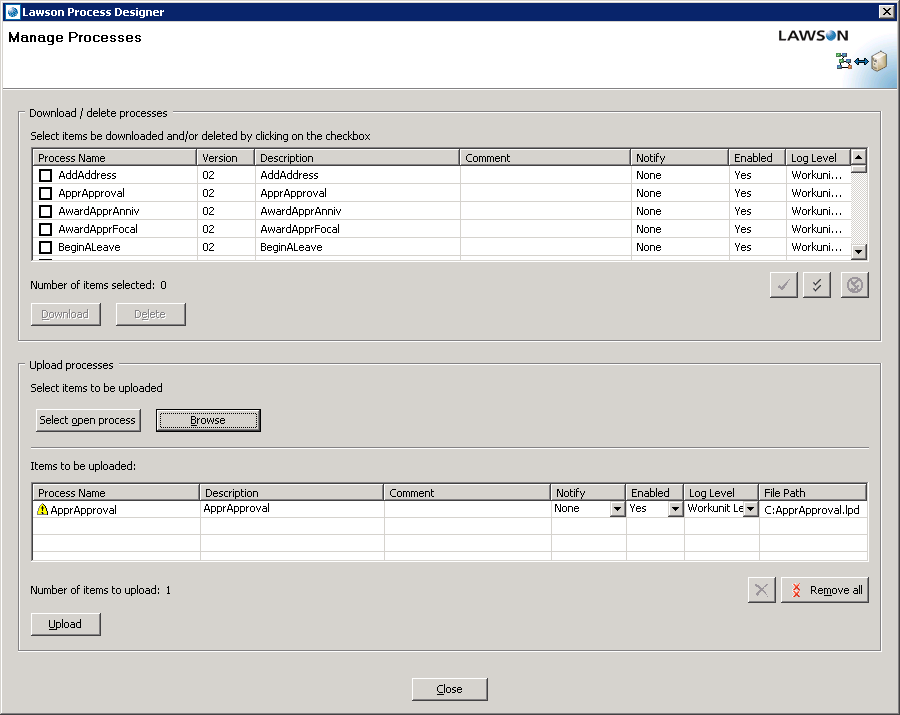 Lawson Process Designer
Manage Processes
LAWSON
Download / delete processes
Select items be downloaded and/or deleted by clicking on the checkbox
Process Name Version Description Comment Notify Enabled Log Level
AddAddress 02 AddAddress None Yes Workuni...
ApprApproval 02 ApprApproval None Yes Workuni...
AwardApprAnniv 02 AwardApprAnniv None Yes Workuni...
AwardApprFocal 02 AwardApprFocal None Yes Workuni...
BeginALeave 02 BeginALeave None Yes Workuni...
Number of items selected: 0
Download Delete
Upload processes
Select items to be uploaded
Select open process Browse
Items to be uploaded:
Process Name Description Comment Notify Enabled Log Level File Path
ApprApproval ApprApproval None Yes Workunit Le C:ApprApproval.lpd
Number of items to upload: 1
Remove all
Upload
Close